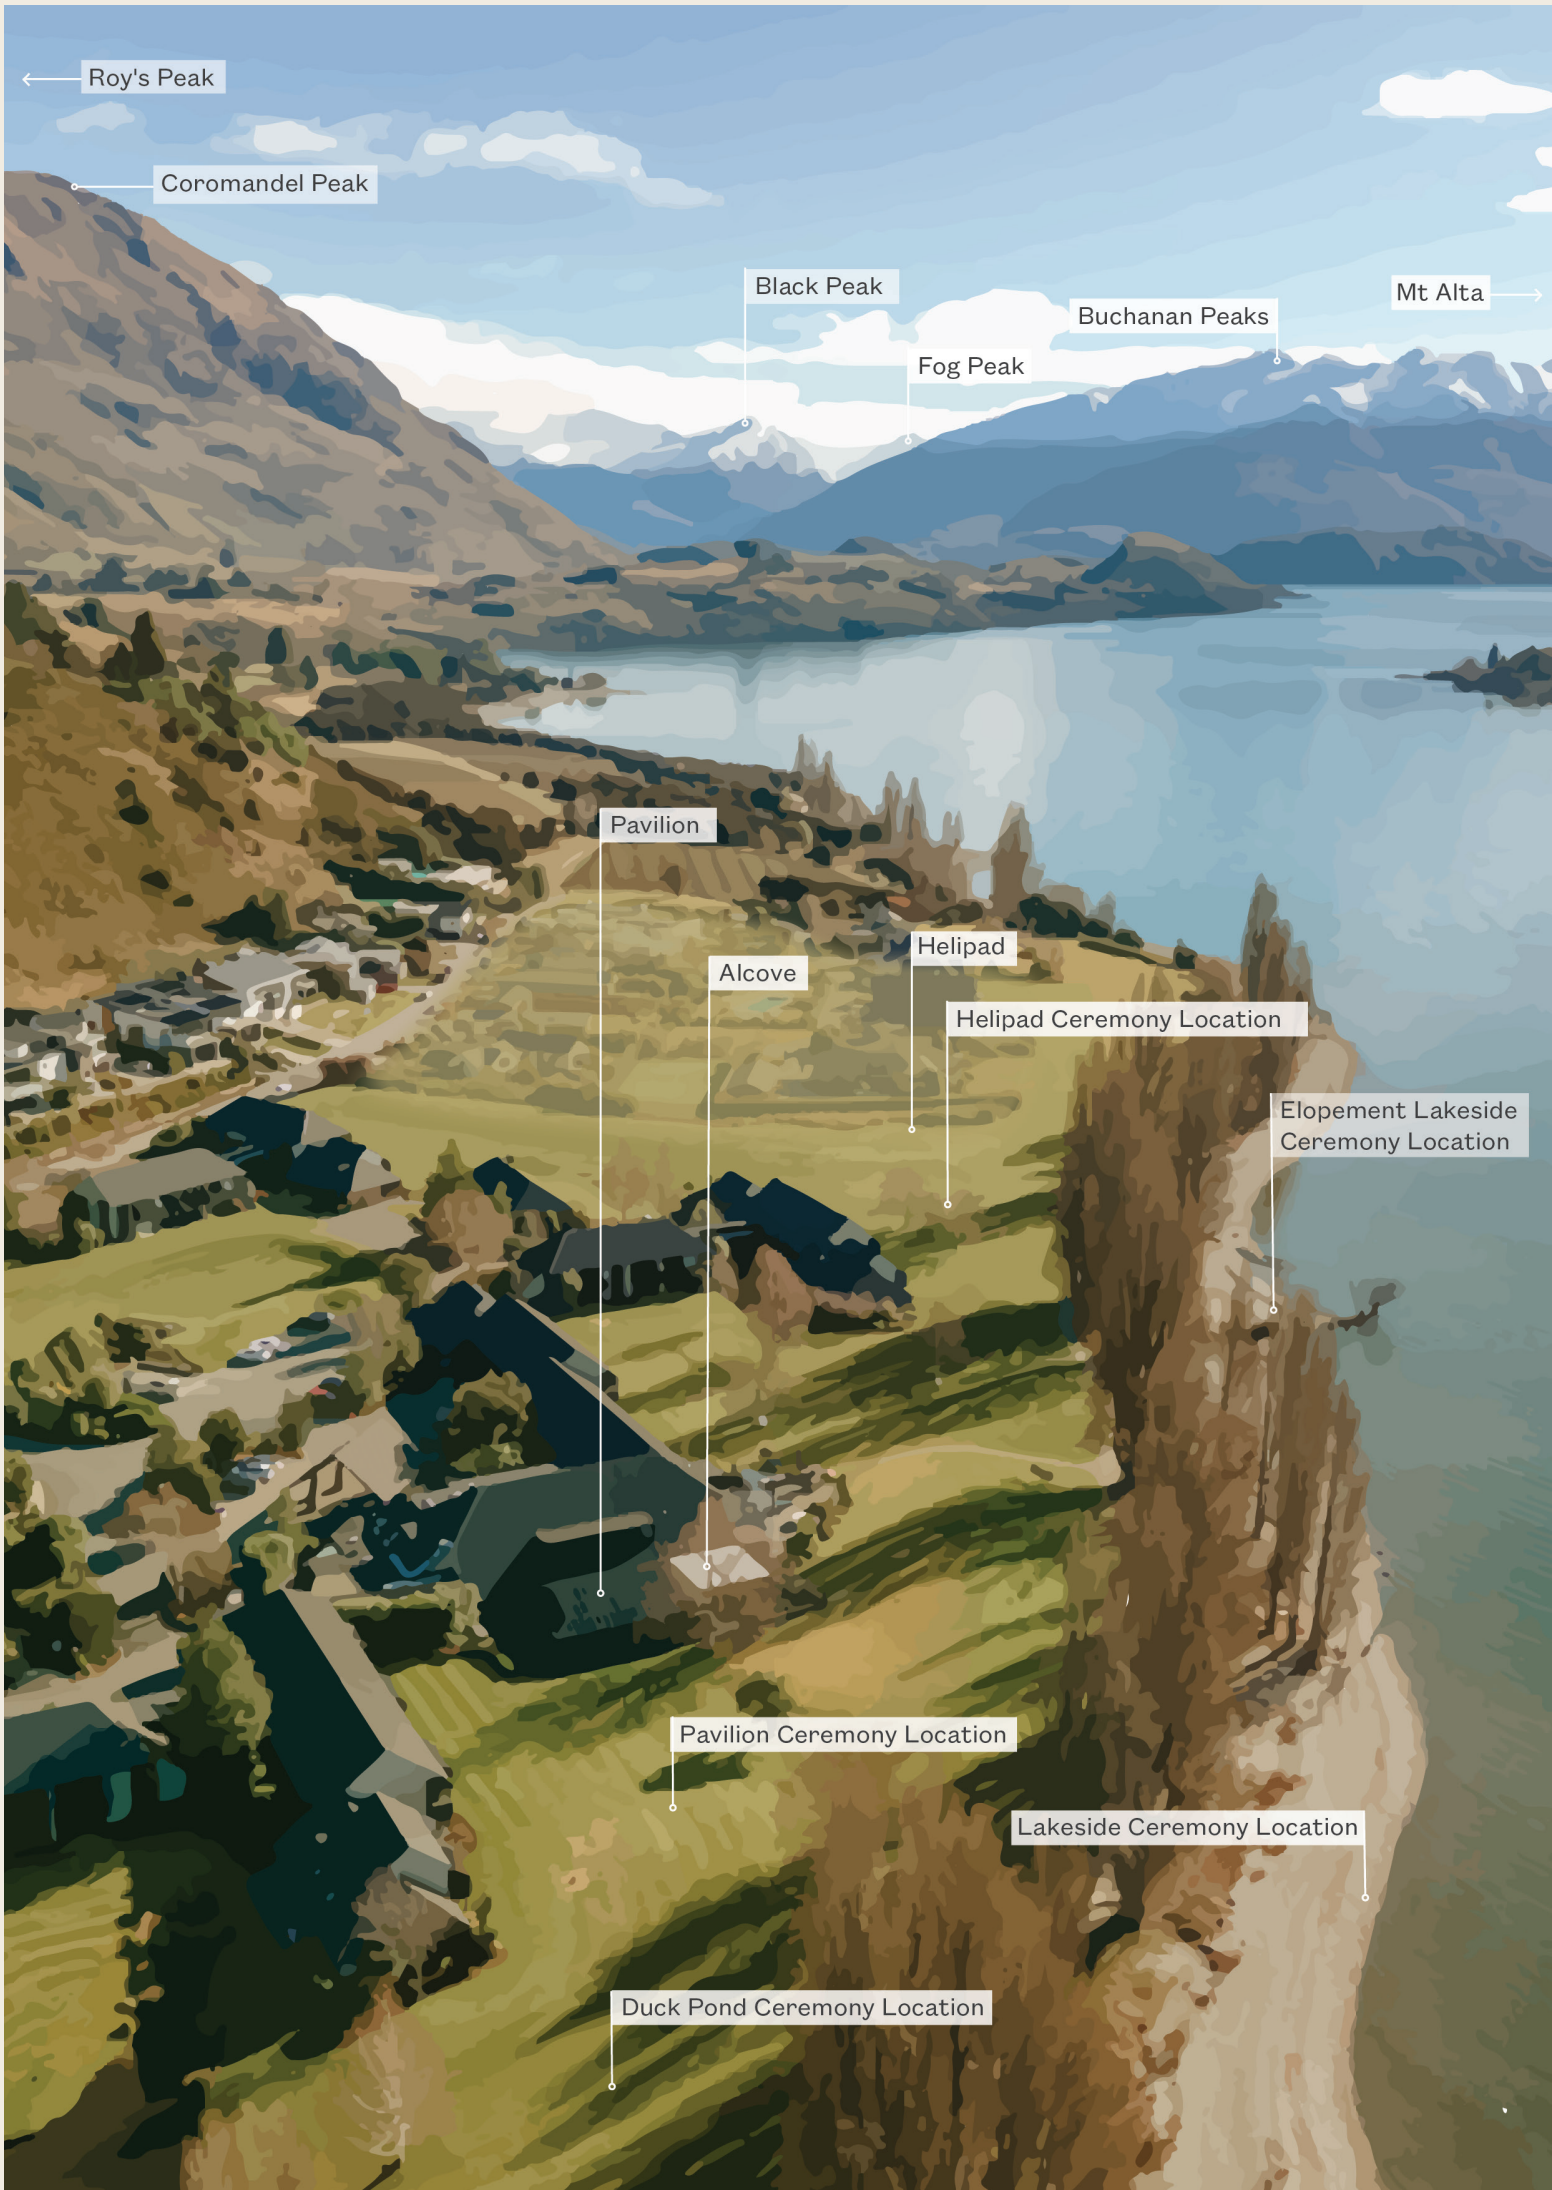 Roy's Peak
Coromandel Peak
Black Peak
Mt Alta
Buchanan Peaks
Fog Peak
Pavilion
Helipad
Alcove
Helipad Ceremony Location
Elopement Lakeside
Ceremony Location
Pavilion Ceremony Location
Lakeside Ceremony Location
Duck Pond Ceremony Location